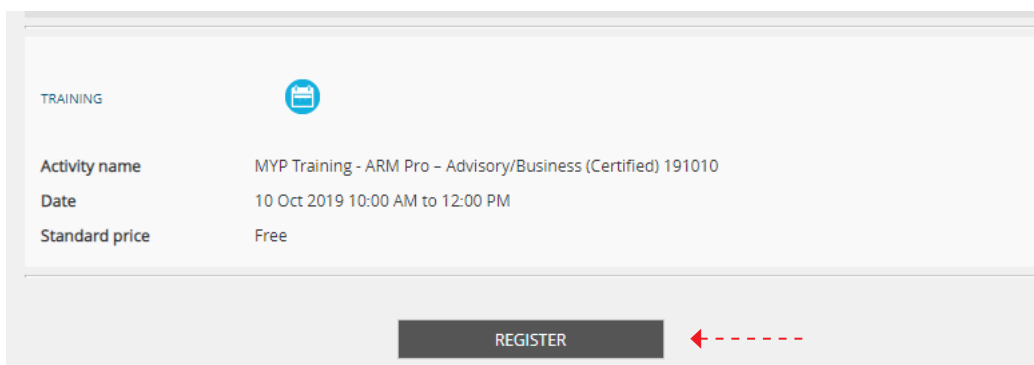 TRAINING
Activity name MYP Training - ARM Pro – Advisory/Business (Certified) 191010
Date 10 Oct 2019 10:00 AM to 12:00 PM
Standard price Free
REGISTER